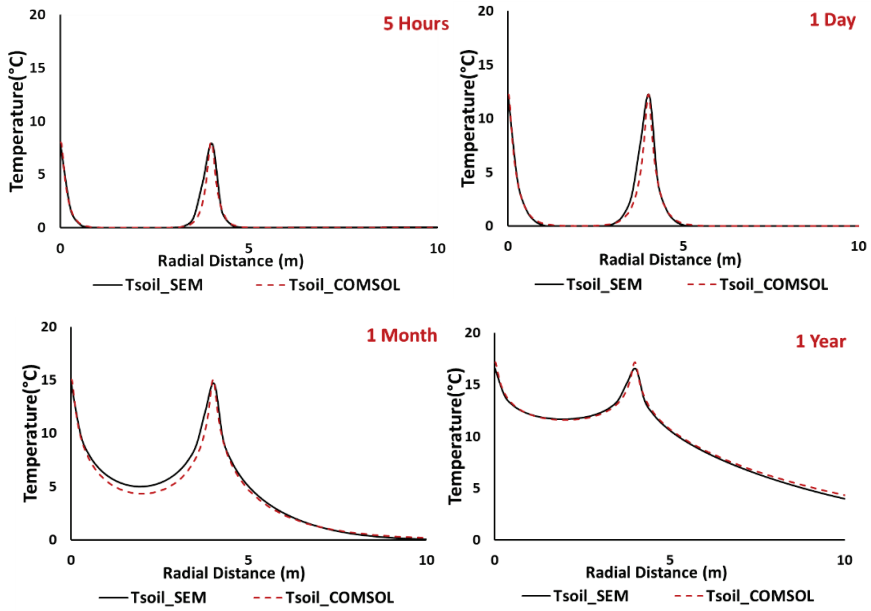 20
15
10
5
0
Temperature(°C)
5 Hours
0
5
10
Radial Distance (m)
Tsoil_SEM
Tsoil_COMSOL
20
15
10
5
0
Temperature(°C)
1 Day
0
5
10
Radial Distance (m)
Tsoil_SEM
Tsoil_COMSOL
20
15
10
5
0
Temperature(°C)
1 Month
0
5
10
Radial Distance (m)
Tsoil_SEM
Tsoil_COMSOL
20
15
10
5
0
Temperature(°C)
1 Year
0
5
10
Radial Distance (m)
Tsoil_SEM
Tsoil_COMSOL